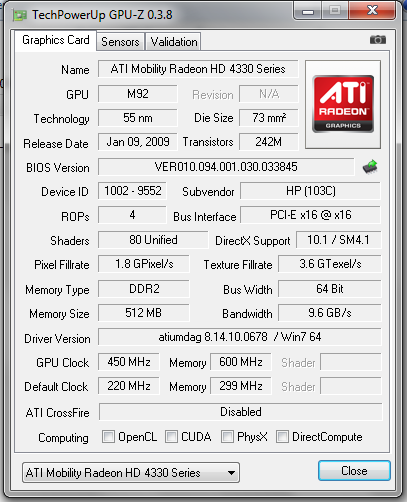 TechPowerUp GPU-Z 0.3.8
Graphics Card Sensors Validation
Name ATI Mobility Radeon HD 4330 Series
GPU M92 Revision N/A
Technology 55 nm Die Size 73 mm²
Release Date Jan 09, 2009 Transistors 242M
ATI
RADEON
GRAPHICS
BIOS Version VER010.094.001.030.033845
Device ID 1002 - 9552 Subvendor HP (103C)
ROPs 4 Bus Interface PCI-E x16 @ x16
Shaders 80 Unified DirectX Support 10.1 / SM4.1
Pixel Fillrate 1.8 GPixel/s Texture Fillrate 3.6 GTexel/s
Memory Type DDR2 Bus Width 64 Bit
Memory Size 512 MB Bandwidth 9.6 GB/s
Driver Version atiumdag 8.14.10.0678 / Win7 64
GPU Clock 450 MHz Memory 600 MHz Shader
Default Clock 220 MHz Memory 299 MHz Shader
ATI CrossFire Disabled
Computing OpenCL CUDA PhysX DirectCompute
ATI Mobility Radeon HD 4330 Series Close